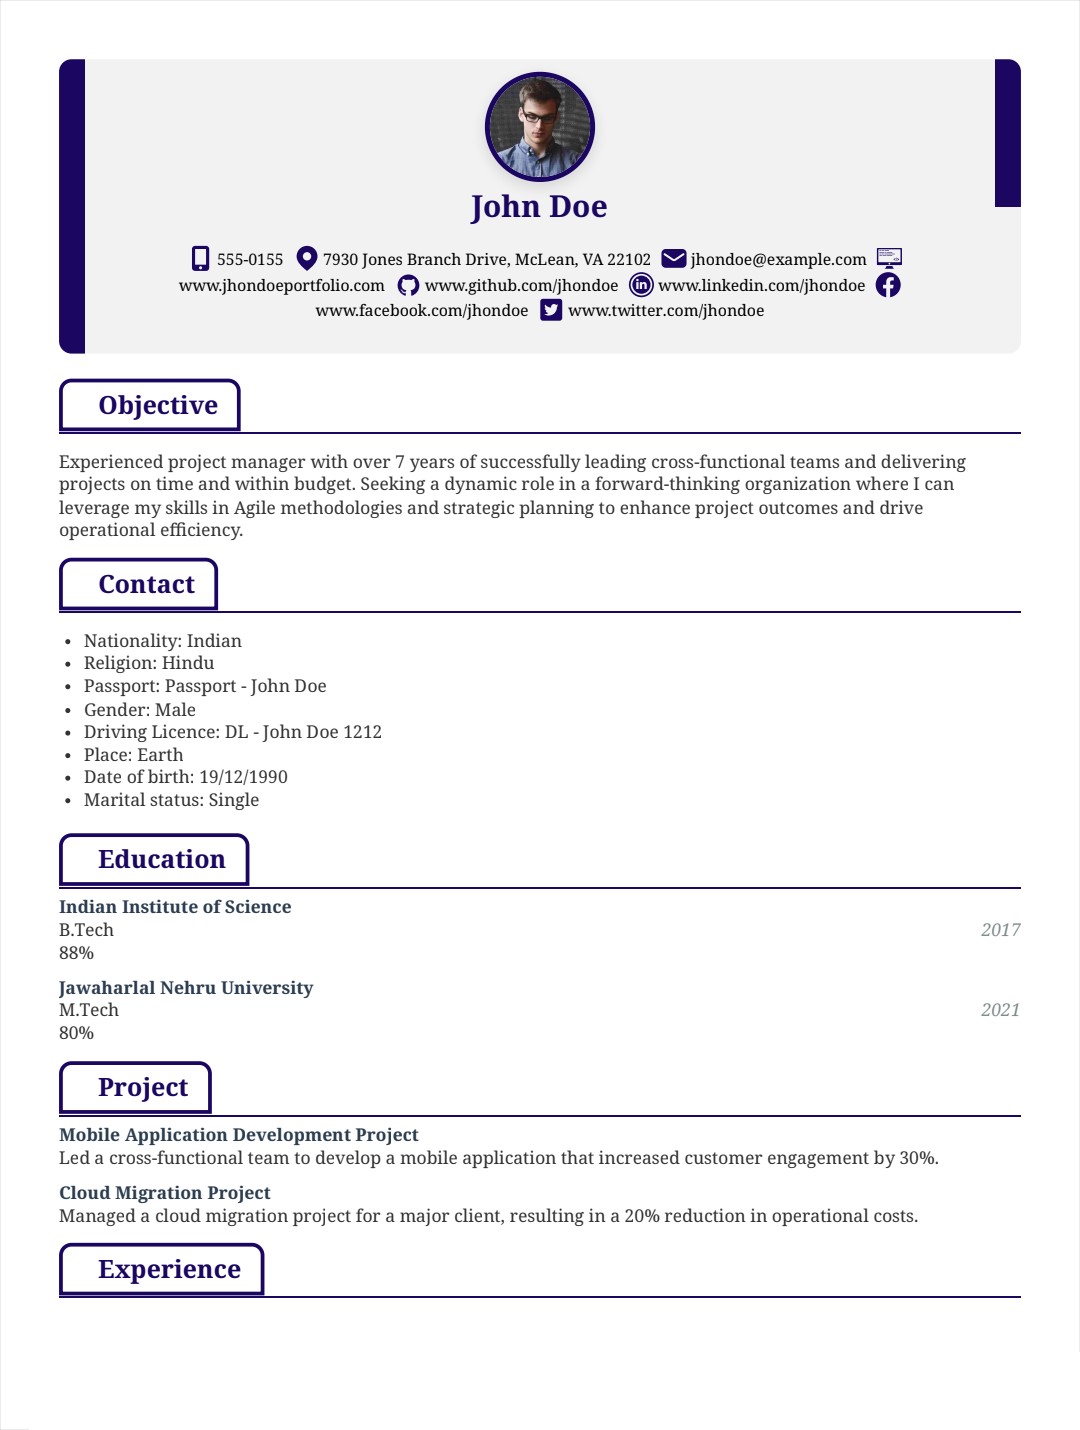 John Doe
555-0155 7930 Jones Branch Drive, McLean, VA 22102 jhondoe@example.com
www.jhondoeportfolio.com www.github.com/jhondoe www.linkedin.com/jhondoe
www.facebook.com/jhondoe www.twitter.com/jhondoe
Objective
Experienced project manager with over 7 years of successfully leading cross-functional teams and delivering
projects on time and within budget. Seeking a dynamic role in a forward-thinking organization where I can
leverage my skills in Agile methodologies and strategic planning to enhance project outcomes and drive
operational efficiency.
Contact
• Nationality: Indian
• Religion: Hindu
• Passport: Passport - John Doe
• Gender: Male
• Driving Licence: DL - John Doe 1212
• Place: Earth
• Date of birth: 19/12/1990
• Marital status: Single
Education
Indian Institute of Science
B.Tech 2017
88%
Jawaharlal Nehru University
M.Tech 2021
80%
Project
Mobile Application Development Project
Led a cross-functional team to develop a mobile application that increased customer engagement by 30%.
Cloud Migration Project
Managed a cloud migration project for a major client, resulting in a 20% reduction in operational costs.
Experience